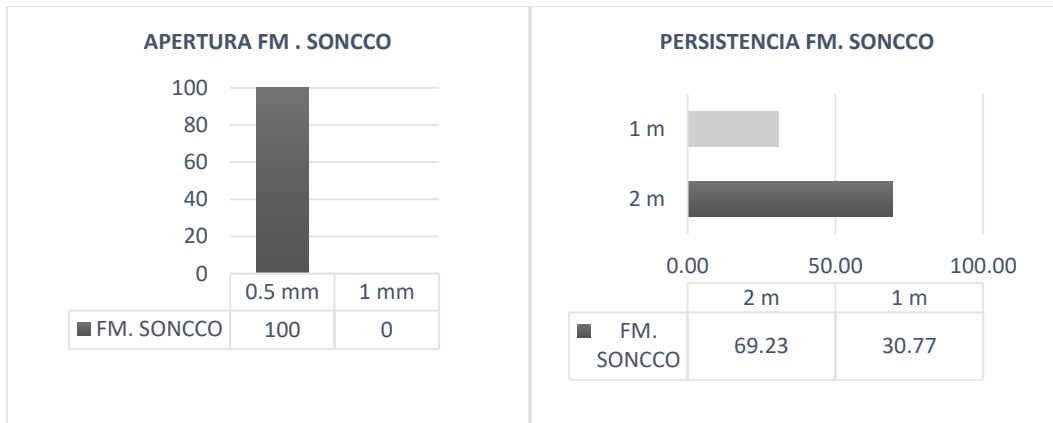 APERTURA FM . SONCCO
100
80
60
40
20
0
0.5 mm 1 mm
FM. SONCCO 100 0
PERSISTENCIA FM. SONCCO
1 m
2 m
0.00 50.00 100.00
2 m 1 m
FM.
SONCCO 69.23 30.77